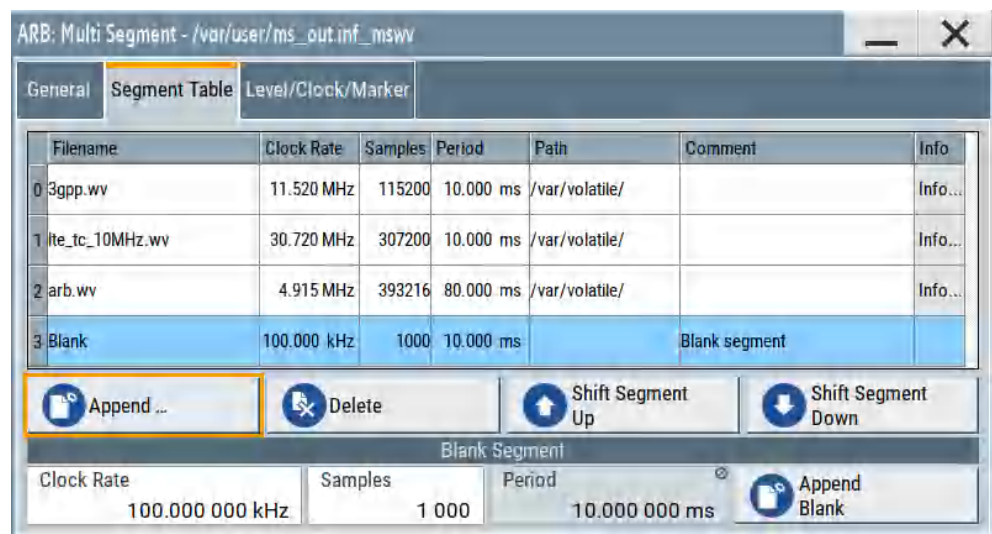 ARB: Multi Segment - /var/user/ms_out.inf_mswv
General Segment Table Level/Clock/Marker
Filename Clock Rate Samples Period Path Comment Info
0 3gpp.wv 11.520 MHz 115200 10.000 ms /var/volatile/ Info...
1 lte_tc_10MHz.wv 30.720 MHz 307200 10.000 ms /var/volatile/ Info...
2 arb.wv 4.915 MHz 393216 80.000 ms /var/volatile/ Info...
3 Blank 100.000 kHz 1000 10.000 ms Blank segment
Append ...
Delete
Shift Segment
Up
Shift Segment
Down
Blank Segment
Clock Rate
100.000 000 kHz
Samples
1 000
Period
10.000 000 ms
Append
Blank